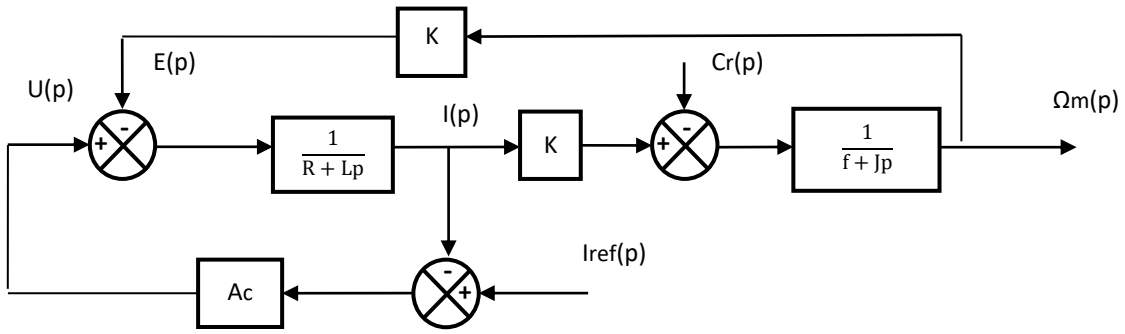 K
E(p)
Cr(p)
U(p)
I(p)
Ωm(p)
-
-
+
1
R + Lp
K
+
1
f + Jp
Iref(p)
-
Ac
+